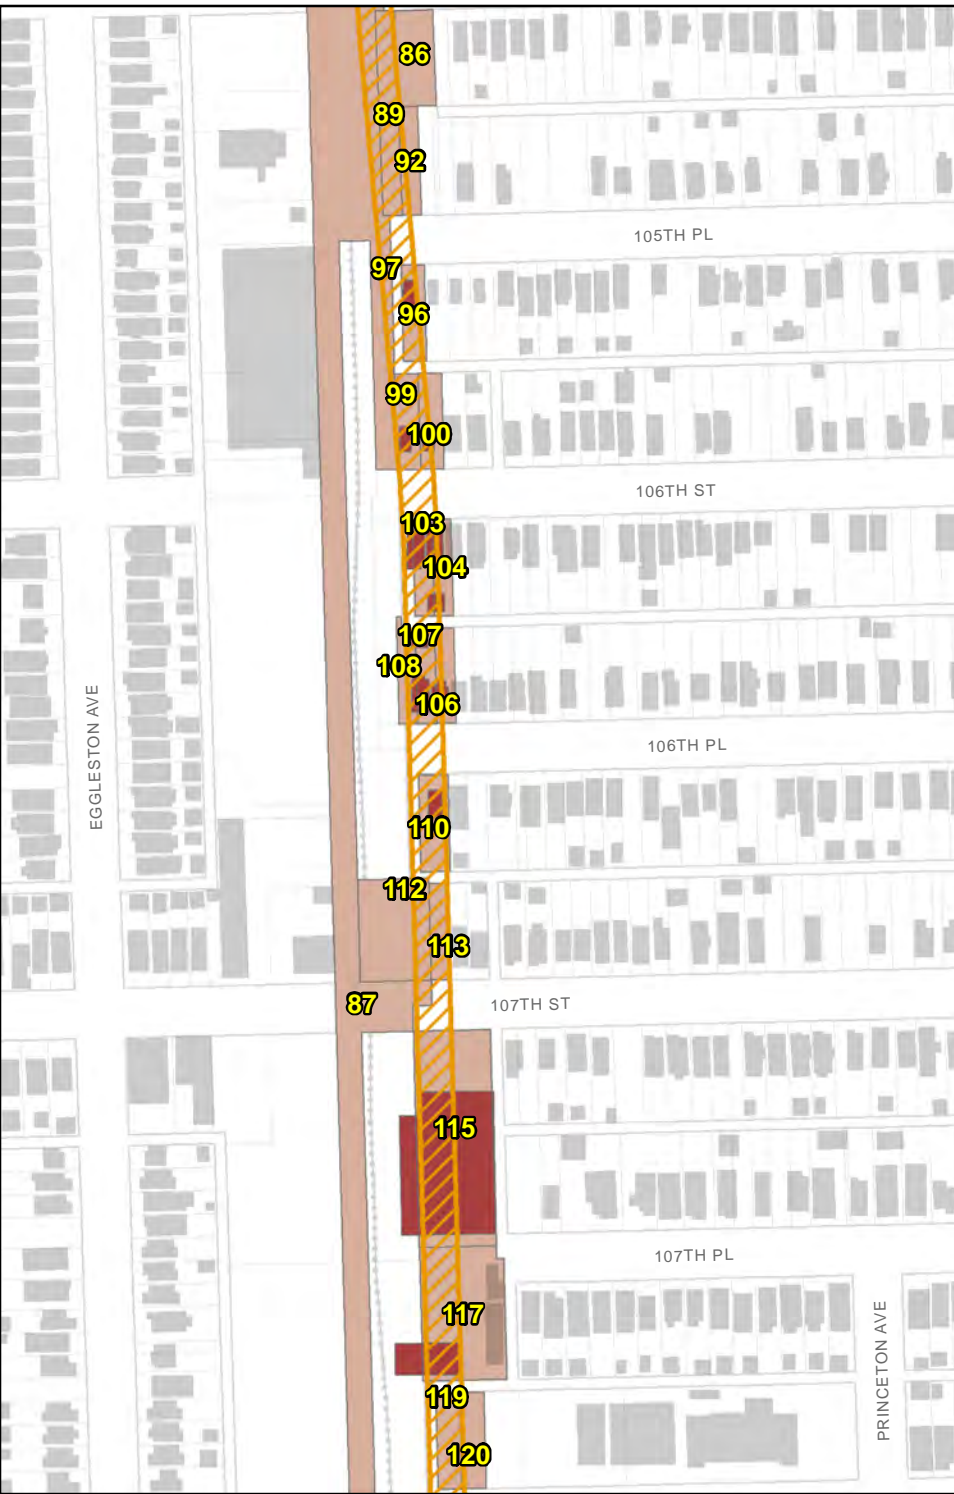 86
89
92
105TH PL
97
96
99
100
106TH ST
103
104
107
108
106
106TH PL
EGGLESTON AVE
110
112
113
87
107TH ST
115
107TH PL
117
PRINCETON AVE
119
120